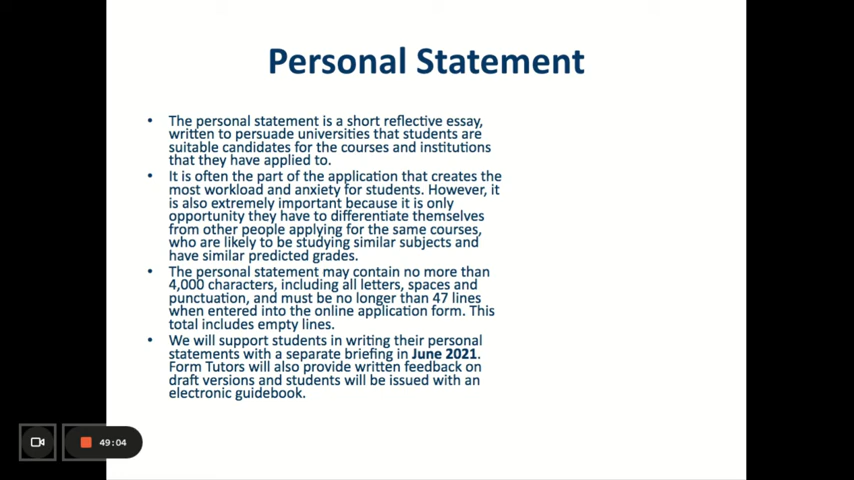 Personal Statement
• The personal statement is a short reflective essay,
written to persuade universities that students are
suitable candidates for the courses and institutions
that they have applied to.
• It is often the part of the application that creates the
most workload and anxiety for students. However, it
is also extremely important because it is only
opportunity they have to differentiate themselves
from other people applying for the same courses,
who are likely to be studying similar subjects and
have similar predicted grades.
• The personal statement may contain no more than
4,000 characters, including all letters, spaces and
punctuation, and must be no longer than 47 lines
when entered into the online application form. This
total includes empty lines.
• We will support students in writing their personal
statements with a separate briefing in June 2021.
Form Tutors will also provide written feedback on
draft versions and students will be issued with an
electronic guidebook.
49:04